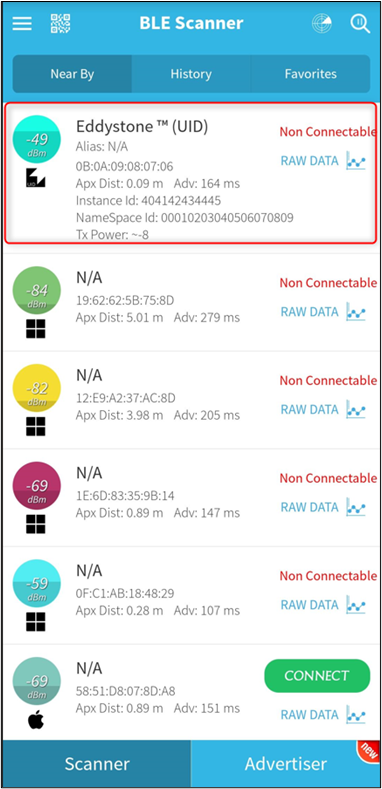 BLE Scanner
Near By
History
Favorites
-49
dBm
Eddystone ™ (UID)
Non Connectable
Alias: N/A
RAW DATA
0B:0A:09:08:07:06
Apx Dist: 0.09 m Adv: 164 ms
Instance Id: 404142434445
NameSpace Id: 00010203040506070809
Tx Power: ~-8
-84
dBm
N/A
Non Connectable
19:62:62:5B:75:8D
Apx Dist: 5.01 m Adv: 279 ms
RAW DATA
-82
dBm
N/A
Non Connectable
12:E9:A2:37:AC:8D
Apx Dist: 3.98 m Adv: 205 ms
RAW DATA
-69
dBm
N/A
Non Connectable
1E:6D:83:35:9B:14
Apx Dist: 0.89 m Adv: 147 ms
RAW DATA
-59
dBm
N/A
Non Connectable
0F:C1:AB:18:48:29
Apx Dist: 0.28 m Adv: 107 ms
RAW DATA
-69
dBm
N/A
CONNECT
58:51:D8:07:8D:A8
Apx Dist: 0.89 m Adv: 151 ms
RAW DATA
Scanner
Advertiser
new